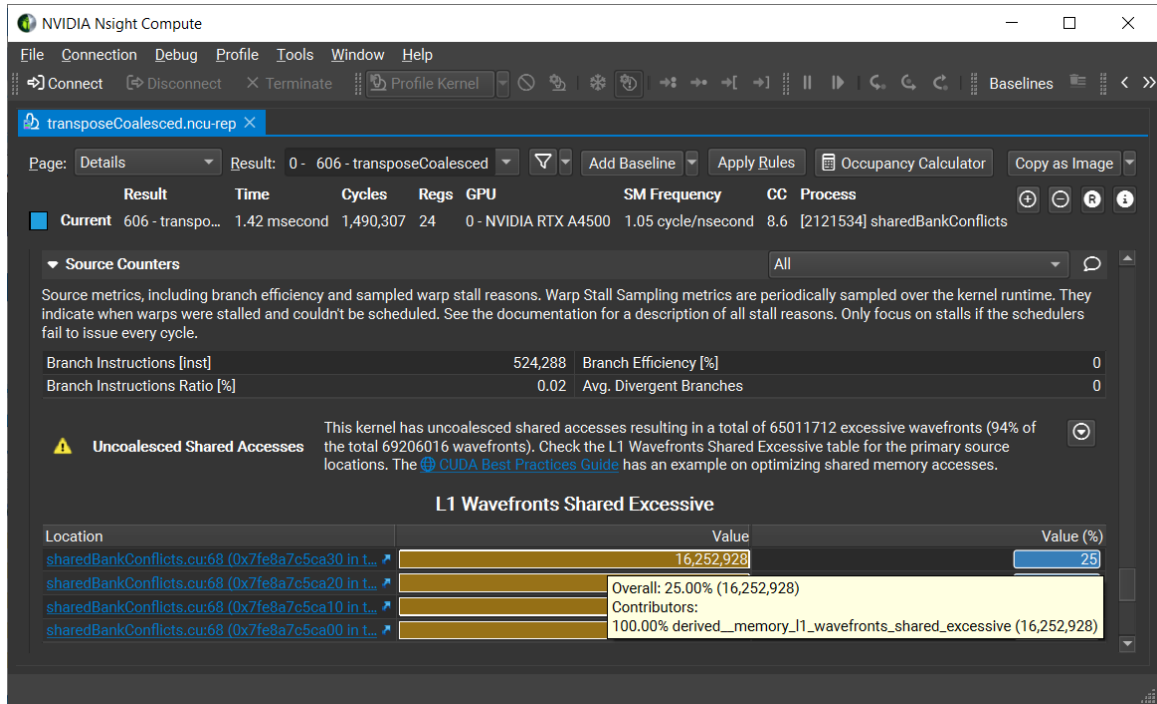 NVIDIA Nsight Compute
File Connection Debug Profile Tools Window Help
Connect Disconnect Terminate Profile Kernel Baselines
transposeCoalesced.ncu-rep
Page: Details Result: 0 - 606 - transposeCoalesced Add Baseline Apply Rules Occupancy Calculator Copy as Image
Result Time Cycles Regs GPU SM Frequency CC Process
Current 606 - transpo... 1.42 msecond 1,490,307 24 0 - NVIDIA RTX A4500 1.05 cycle/nsecond 8.6 [2121534] sharedBankConflicts
Source Counters All
Source metrics, including branch efficiency and sampled warp stall reasons. Warp Stall Sampling metrics are periodically sampled over the kernel runtime. They
indicate when warps were stalled and couldn't be scheduled. See the documentation for a description of all stall reasons. Only focus on stalls if the schedulers
fail to issue every cycle.
Branch Instructions [inst] 524,288 Branch Efficiency [%] 0
Branch Instructions Ratio [%] 0.02 Avg. Divergent Branches 0
This kernel has uncoalesced shared accesses resulting in a total of 65011712 excessive wavefronts (94% of
Uncoalesced Shared Accesses the total 69206016 wavefronts). Check the L1 Wavefronts Shared Excessive table for the primary source
locations. The CUDA Best Practices Guide has an example on optimizing shared memory accesses.
L1 Wavefronts Shared Excessive
Location Value Value (%)
sharedBankConflicts.cu:68 (0x7fe8a7c5ca30 in t... 16,252,928 25
sharedBankConflicts.cu:68 (0x7fe8a7c5ca20 in t...
sharedBankConflicts.cu:68 (0x7fe8a7c5ca10 in t...
sharedBankConflicts.cu:68 (0x7fe8a7c5ca00 in t...
Overall: 25.00% (16,252,928)
Contributors:
100.00% derived__memory_l1_wavefronts_shared_excessive (16,252,928)